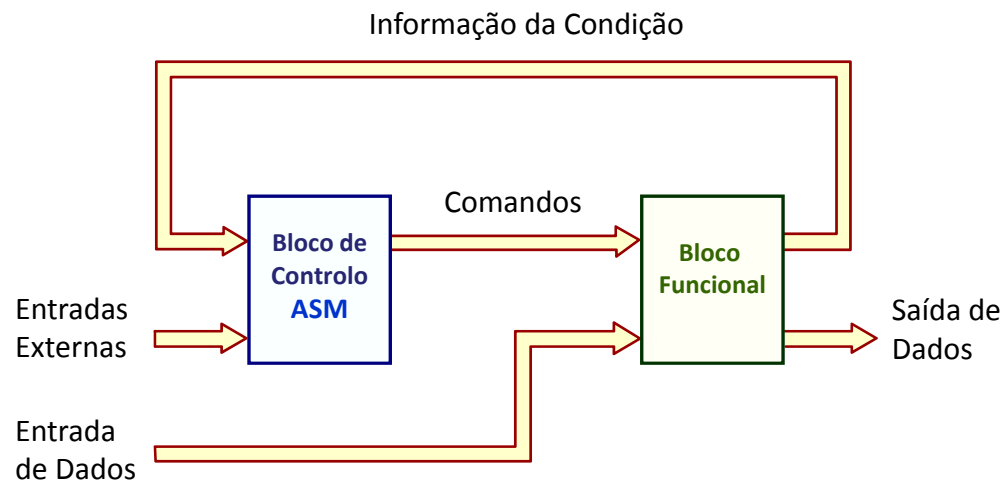 Informação da Condição
Comandos
Bloco de
Controlo
ASM
Bloco
Funcional
Entradas
Externas
Saída de
Dados
Entrada
de Dados